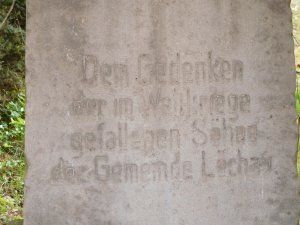 Dem Gedenken
der im Weltkriege
gefallenen Söhne
der Gemeinde